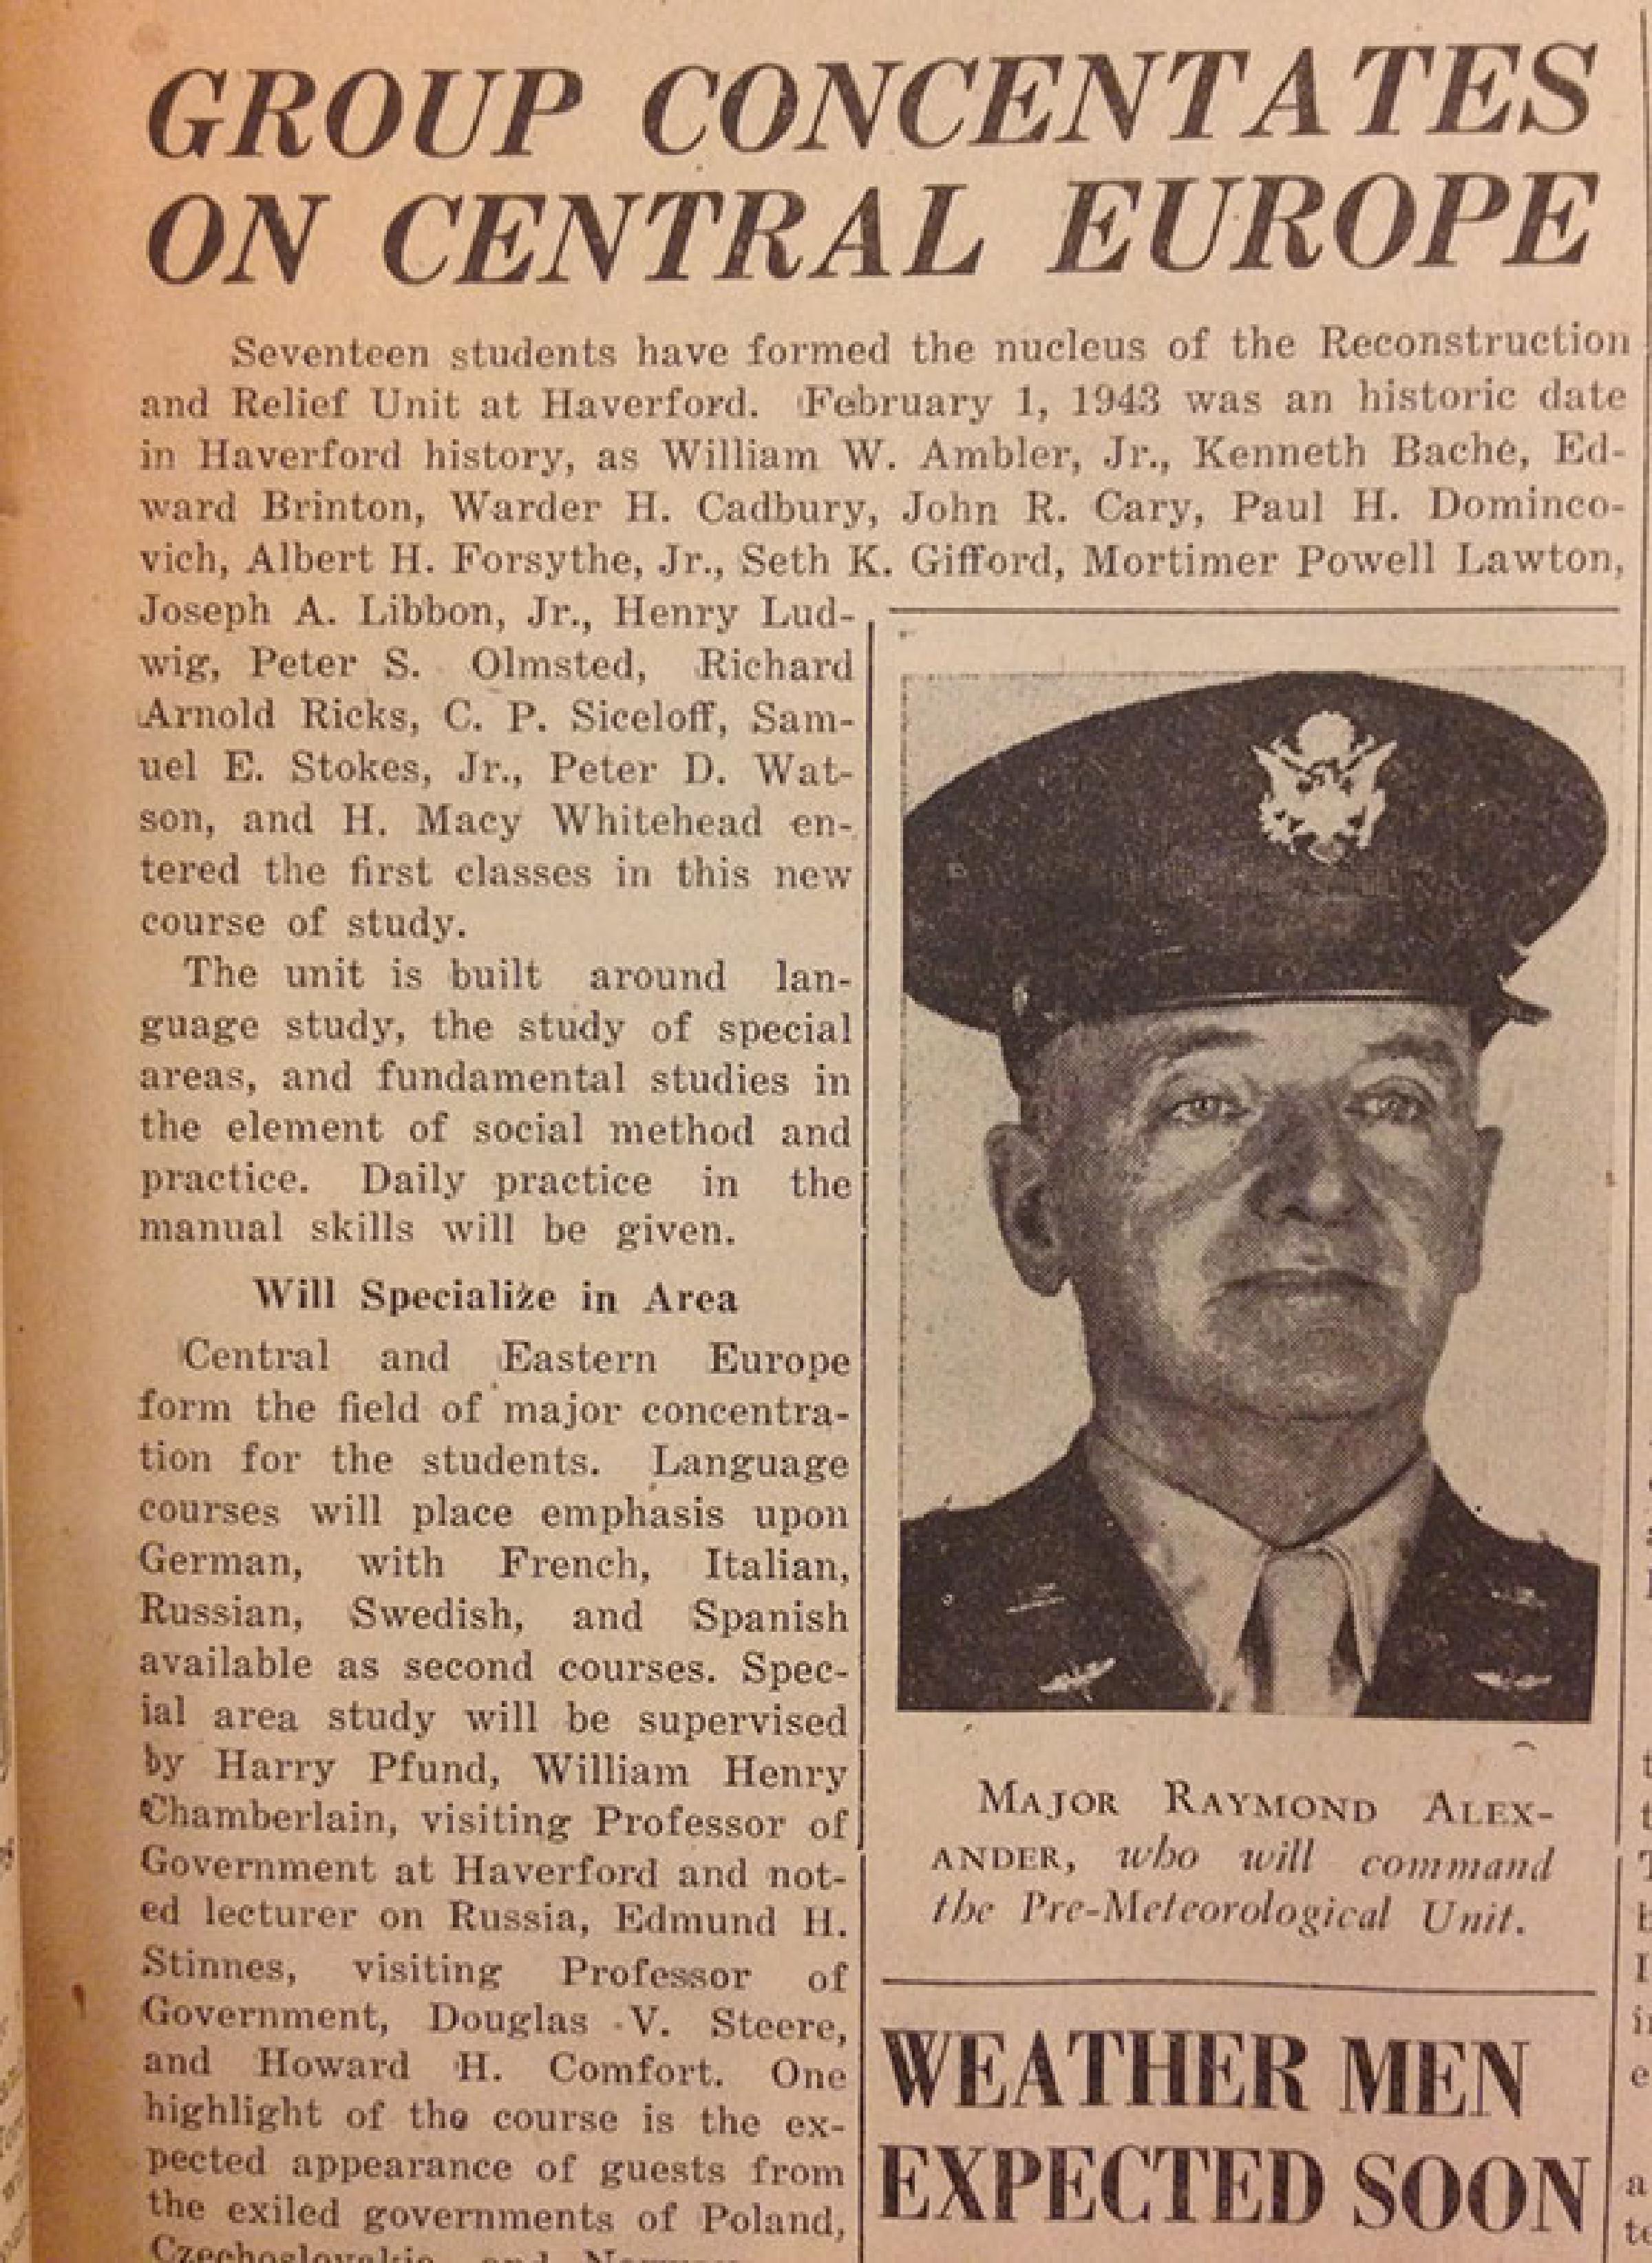 GROUP CONCENTATES
ON CENTRAL EUROPE
Seventeen students have formed the nucleus of the Reconstruction
and Relief Unit at Haverford. February 1, 1943 was an historic date
in Haverford history, as William W. Ambler, Jr., Kenneth Bache, Ed-
ward Brinton, Warder H. Cadbury, John R. Cary, Paul H. Dominco-
vich, Albert H. Forsythe, Jr., Seth K. Gifford, Mortimer Powell Lawton,
Joseph A. Libbon, Jr., Henry Lud-
wig, Peter S. Olmsted, Richard
Arnold Ricks, C. P. Siceloff, Sam-
uel E. Stokes, Jr., Peter D. Wat-
son, and H. Macy Whitehead en-
tered the first classes in this new
course of study.
The unit is built around lan-
guage study, the study of special
areas, and fundamental studies in
the element of social method and
practice. Daily practice in the
manual skills will be given.
Will Specialize in Area
Central and Eastern Europe
form the field of major concentra-
tion for the students. Language
courses will place emphasis upon
German, with French, Italian,
Russian, Swedish, and Spanish
available as second courses. Spec-
ial area study will be supervised
by Harry Pfund, William Henry
Chamberlain, visiting Professor of
Government at Haverford and not-
ed lecturer on Russia, Edmund H.
Stinnes, visiting Professor of
Government, Douglas V. Steere,
and Howard H. Comfort. One
highlight of the course is the ex-
pected appearance of guests from
the exiled governments of Poland,
MAJOR RAYMOND ALEX-
ANDER, who will command
the Pre-Meteorological Unit.
WEATHER MEN
EXPECTED SOON